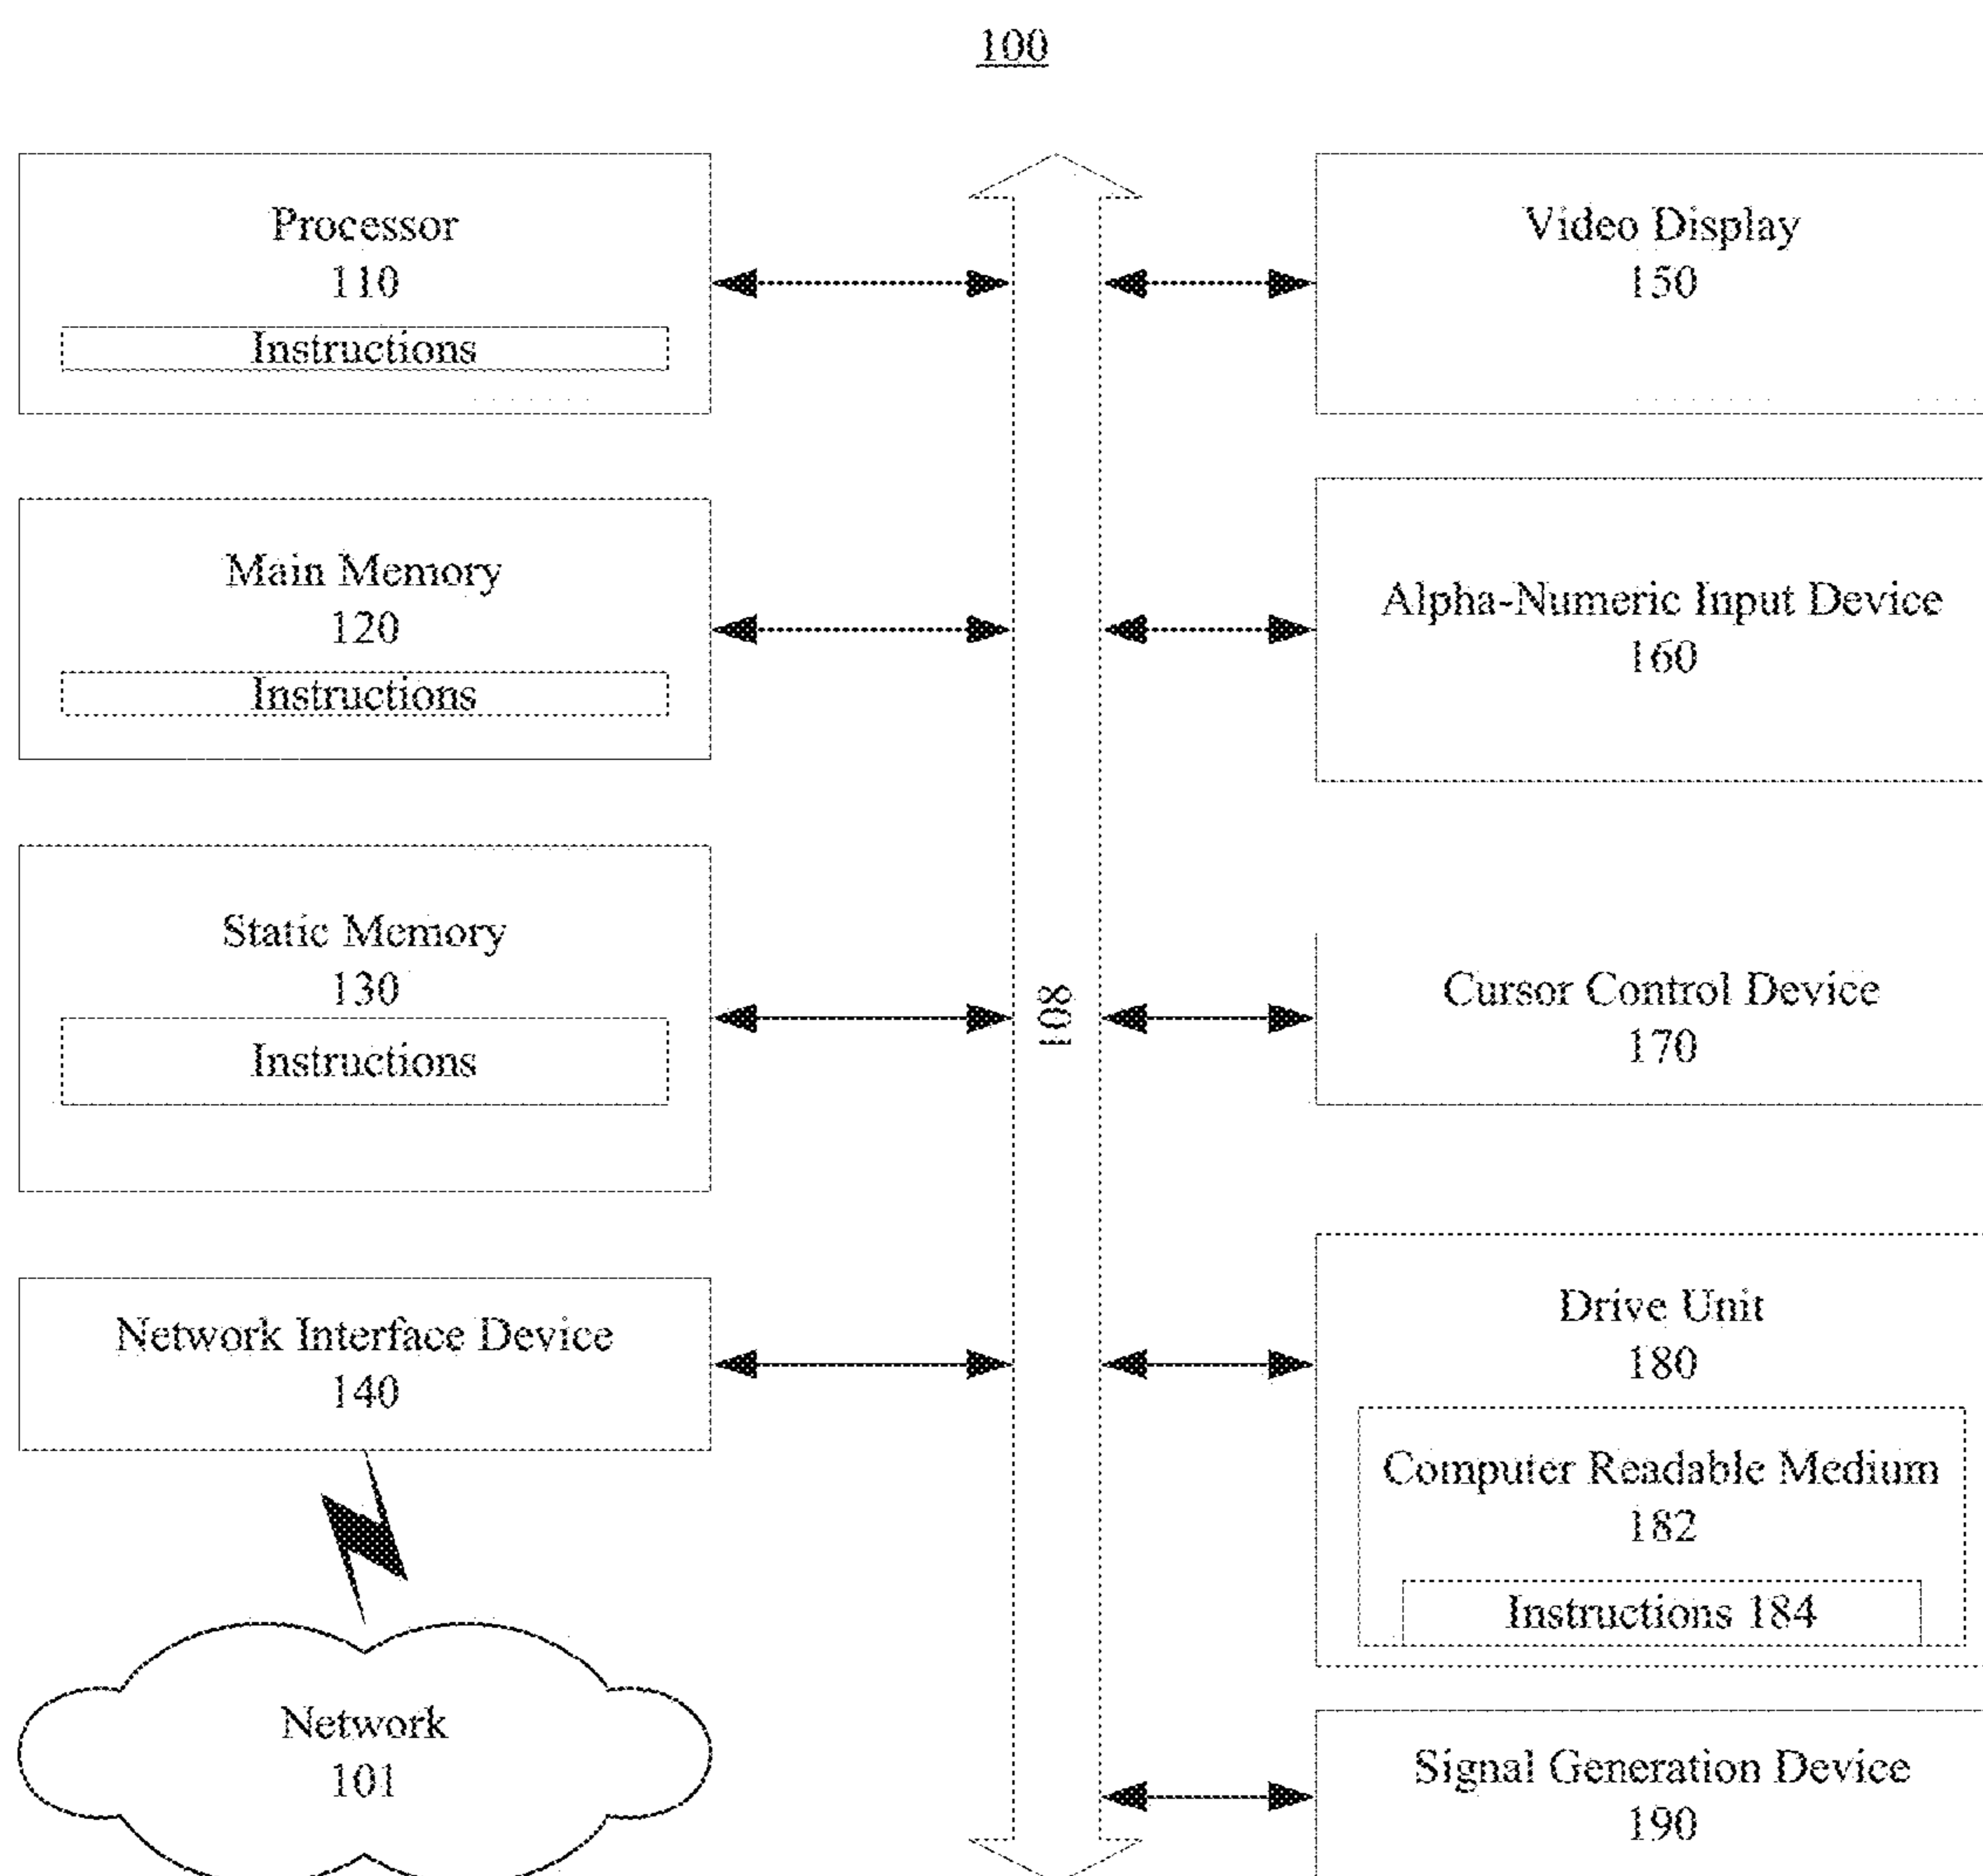 100
Processor
110
Instructions
Main Memory
120
Instructions
Static Memory
130
Instructions
Network Interface Device
140
Network
101
108
Video Display
150
Alpha-Numeric Input Device
160
Cursor Control Device
170
Drive Unit
180
Computer Readable Medium
182
Instructions 184
Signal Generation Device
190